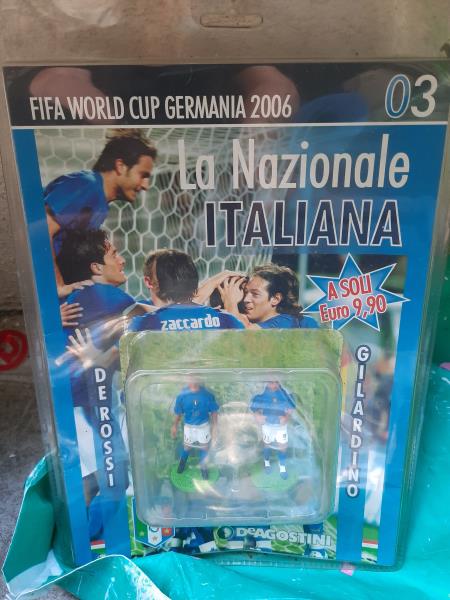 FIFA WORLD CUP GERMANIA 2006
03
La Nazionale
ITALIANA
A SOLI
Euro 9,90
zaccardo
DE ROSSI
GILARDINO
DeAGOSTINI